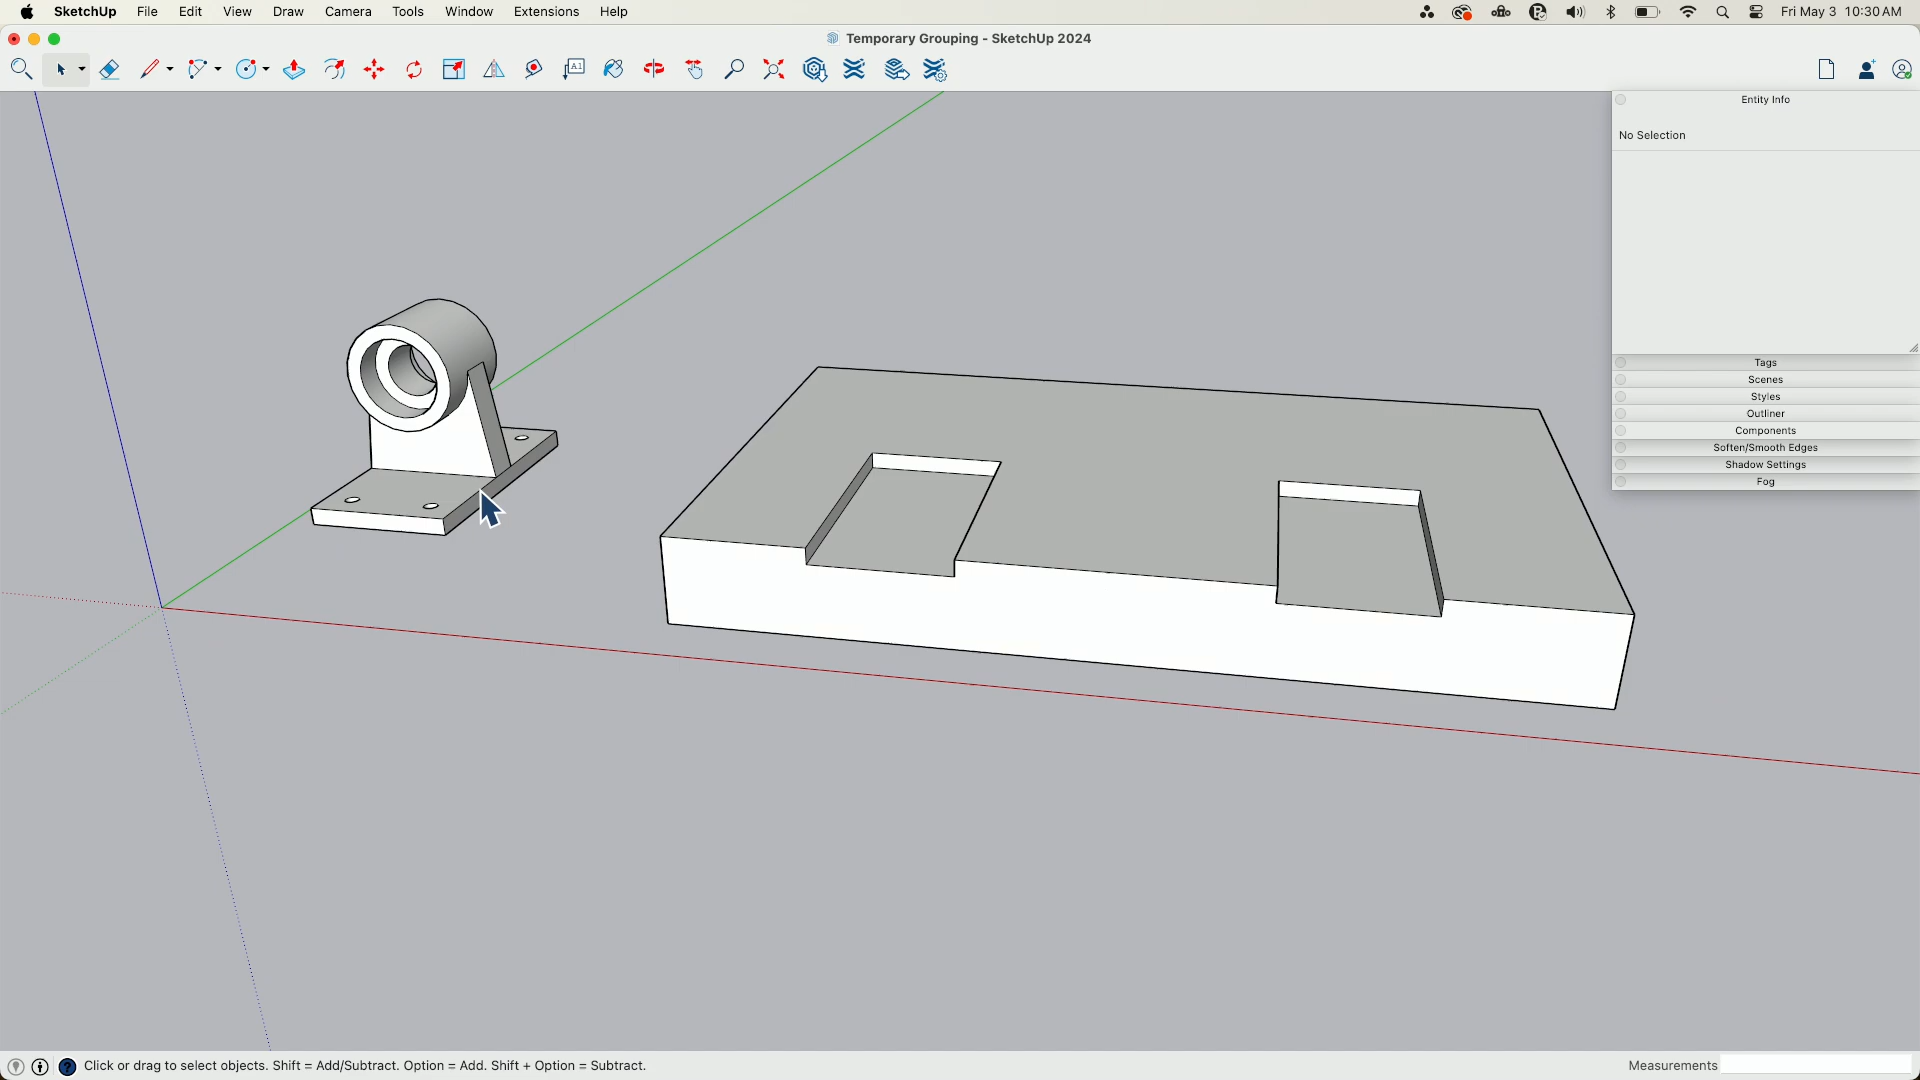 SketchUp File Edit View Draw Camera Tools Window Extensions Help Fri May 3 10:30 AM
Temporary Grouping - SketchUp 2024
A1
Entity Info
No Selection
Tags
Scenes
Styles
Outliner
Components
Soften/Smooth Edges
Shadow Settings
Fog
Click or drag to select objects. Shift = Add/Subtract. Option = Add. Shift + Option = Subtract. Measurements